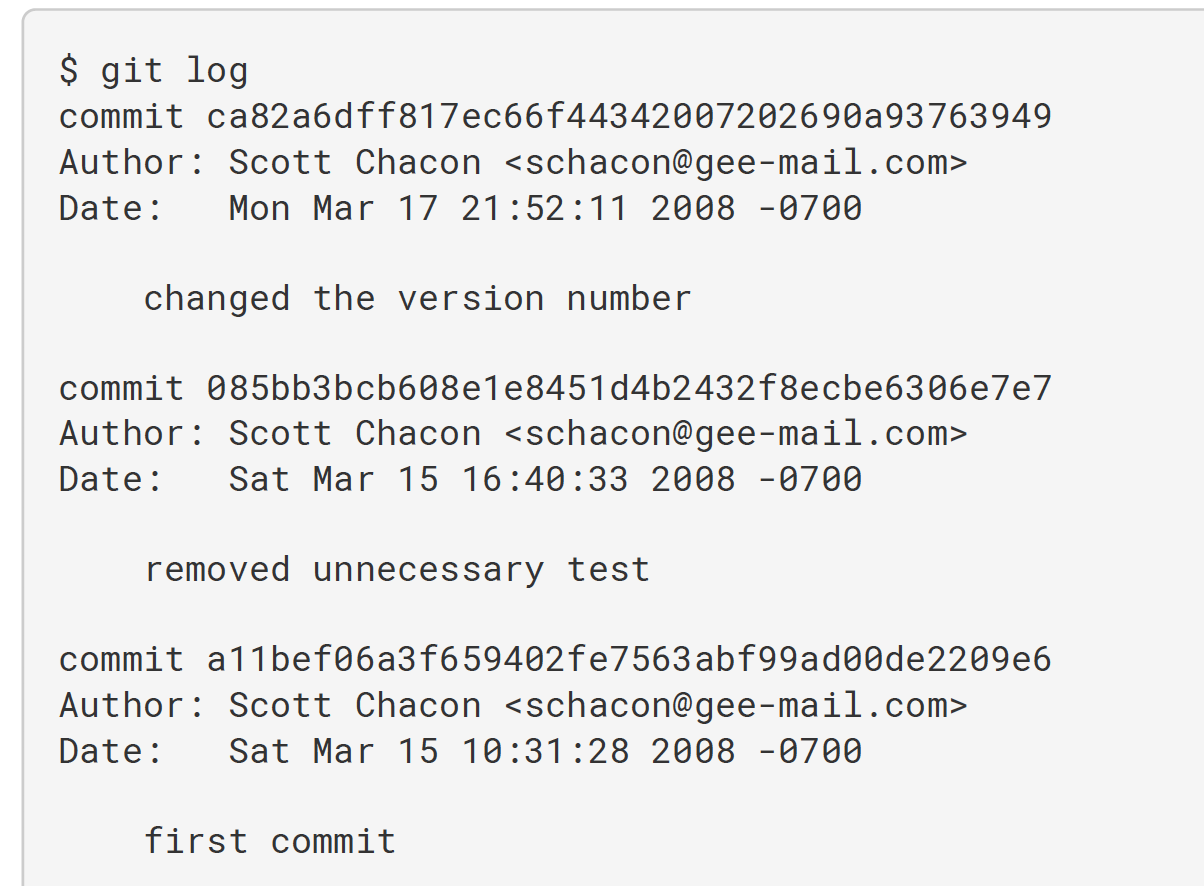 $ git log
commit ca82a6dff817ec66f44342007202690a93763949
Author: Scott Chacon <schacon@gee-mail.com>
Date:   Mon Mar 17 21:52:11 2008 -0700
    changed the version number
commit 085bb3bcb608e1e8451d4b2432f8ecbe6306e7e7
Author: Scott Chacon <schacon@gee-mail.com>
Date:   Sat Mar 15 16:40:33 2008 -0700
    removed unnecessary test
commit a11bef06a3f659402fe7563abf99ad00de2209e6
Author: Scott Chacon <schacon@gee-mail.com>
Date:   Sat Mar 15 10:31:28 2008 -0700
    first commit